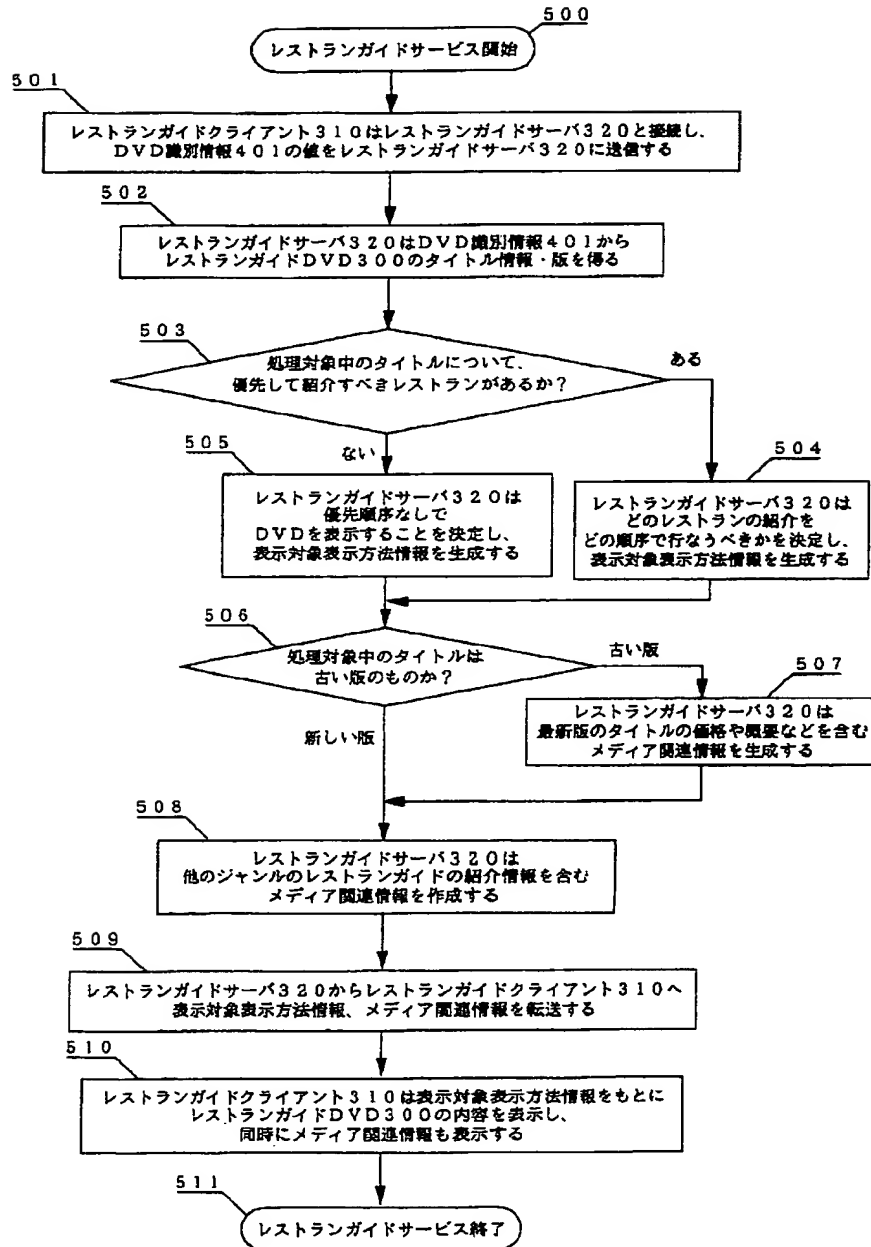 500
レストランガイドサービス開始
501
レストランガイドクライアント310はレストランガイドサーバ320と接続し、
DVD識別情報401の値をレストランガイドサーバ320に送信する
502
レストランガイドサーバ320はDVD識別情報401から
レストランガイドDVD300のタイトル情報・版を得る
503
処理対象中のタイトルについて、
優先して紹介すべきレストランがあるか？
ある
ない
505
レストランガイドサーバ320は
優先順序なしで
DVDを表示することを決定し、
表示対象表示方法情報を生成する
504
レストランガイドサーバ320は
どのレストランの紹介を
どの順序で行なうべきかを決定し、
表示対象表示方法情報を生成する
506
処理対象中のタイトルは
古い版のものか？
古い版
新しい版
507
レストランガイドサーバ320は
最新版のタイトルの価格や概要などを含む
メディア関連情報を生成する
508
レストランガイドサーバ320は
他のジャンルのレストランガイドの紹介情報を含む
メディア関連情報を作成する
509
レストランガイドサーバ320からレストランガイドクライアント310へ
表示対象表示方法情報、メディア関連情報を転送する
510
レストランガイドクライアント310は表示対象表示方法情報をもとに
レストランガイドDVD300の内容を表示し、
同時にメディア関連情報も表示する
511
レストランガイドサービス終了